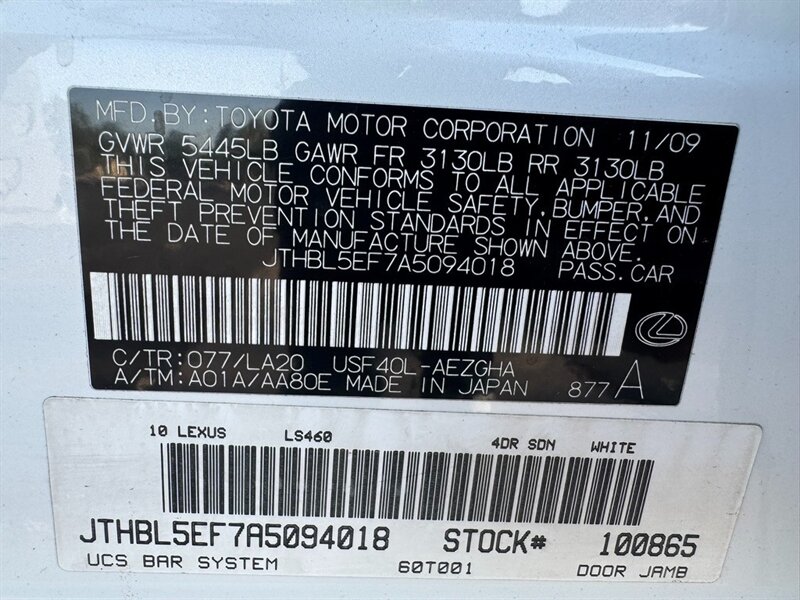 MFD. BY: TOYOTA MOTOR CORPORATION 11/09
GVWR 5445LB GAWR FR 3130LB RR 3130LB
THIS VEHICLE CONFORMS TO ALL APPLICABLE
FEDERAL MOTOR VEHICLE SAFETY, BUMPER, AND
THEFT PREVENTION STANDARDS IN EFFECT ON
THE DATE OF MANUFACTURE SHOWN ABOVE.
JTHBL5EF7A5094018 PASS.CAR
C/TR: 077/LA20 USF40L-AEZGHA
A/TM: A01A/AA80E MADE IN JAPAN 877 A
10 LEXUS LS460 4DR SDN WHITE
JTHBL5EF7A5094018 STOCK# 100865
UCS BAR SYSTEM 60T001 DOOR JAMB